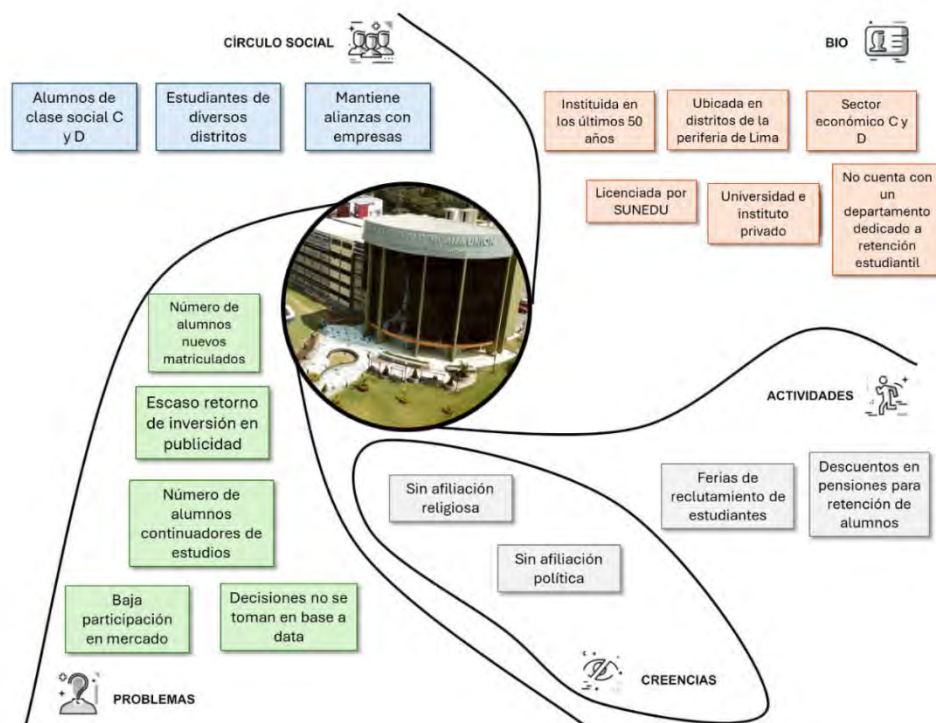 CÍRCULO SOCIAL
Alumnos de
clase social C
y D
Estudiantes de
diversos
distritos
Mantiene
alianzas con
empresas
BIO
Instituida en
los últimos 50
años
Ubicada en
distritos de la
periferia de Lima
Sector
económico C y
D
Licenciada por
SUNEDU
Universidad e
instituto
privado
No cuenta con
un
departamento
dedicado a
retención
estudiantil
Número de
alumnos
nuevos
matriculados
Escaso retorno
de inversión en
publicidad
Número de
alumnos
continuadores de
estudios
Baja
participación
en mercado
Decisiones no se
toman en base a
data
PROBLEMAS
ACTIVIDADES
Ferias de
reclutamiento de
estudiantes
Descuentos en
pensiones para
retención de
alumnos
Sin afiliación
religiosa
Sin afiliación
política
CREENCIAS